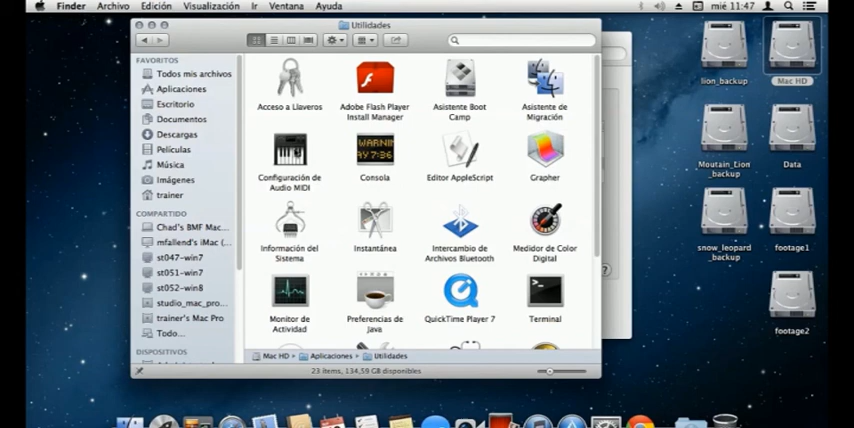 Finder Archivo Edición Visualización Ir Ventana Ayuda
mié 11:47
Utilidades
FAVORITOS
Todos mis archivos
Aplicaciones
Escritorio
Documentos
Descargas
Películas
Música
Imágenes
trainer
COMPARTIDO
Chad's BMF Mac...
mfallend's iMac (...
st047-win7
st051-win7
st052-win8
studio_mac_pro...
trainer's Mac Pro
Todo...
DISPOSITIVOS
Acceso a Llaveros
Adobe Flash Player
Install Manager
Asistente Boot
Camp
Asistente de
Migración
Configuración de
Audio MIDI
WARNIN
AY 7:36
Consola
Editor AppleScript
Grapher
Información del
Sistema
Instantánea
Intercambio de
Archivos Bluetooth
Medidor de Color
Digital
Monitor de
Actividad
Preferencias de
Java
QuickTime Player 7
Terminal
Mac HD Aplicaciones Utilidades
23 ítems, 134,59 GB disponibles
?
lion_backup
Mac HD
Moutain_Lion
_backup
Data
snow_leopard
_backup
footage1
footage2